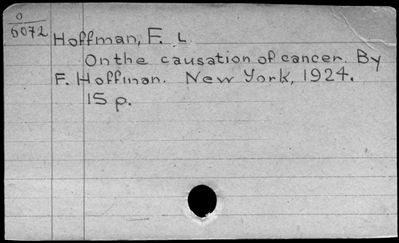 0
6072
Hoffman, F. L.
On the causation of cancer. By
F. Hoffman. New York, 1924.
15 p.